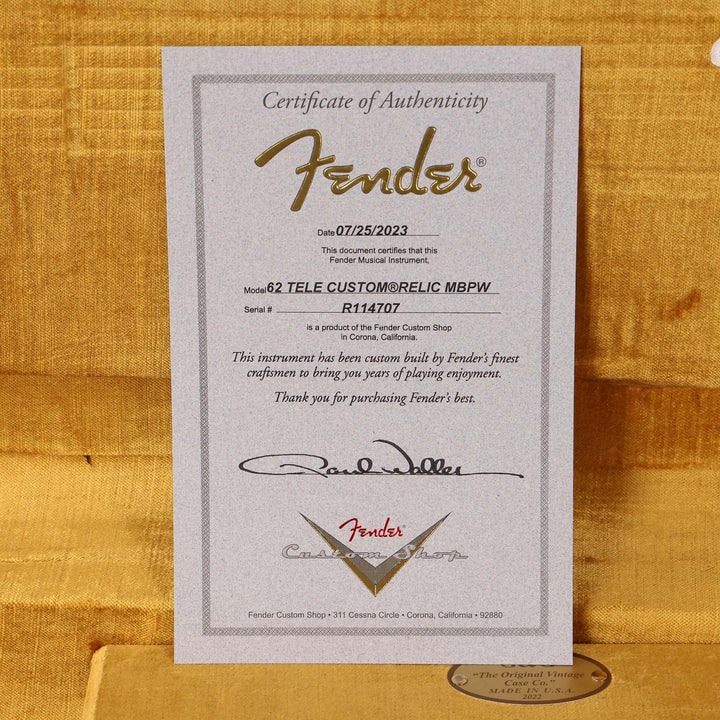 Certificate of Authenticity
Fender®
Date 07/25/2023
This document certifies that this
Fender Musical Instrument,
Model 62 TELE CUSTOM®RELIC MBPW
Serial # R114707
is a product of the Fender Custom Shop
in Corona, California.
This instrument has been custom built by Fender's finest
craftsmen to bring you years of playing enjoyment.
Thank you for purchasing Fender's best.
Paul Waller
Fender®
Custom Shop
Fender Custom Shop • 311 Cessna Circle • Corona, California • 92880
"The Original Vintage
Case Co."
MADE IN U.S.A.
2022